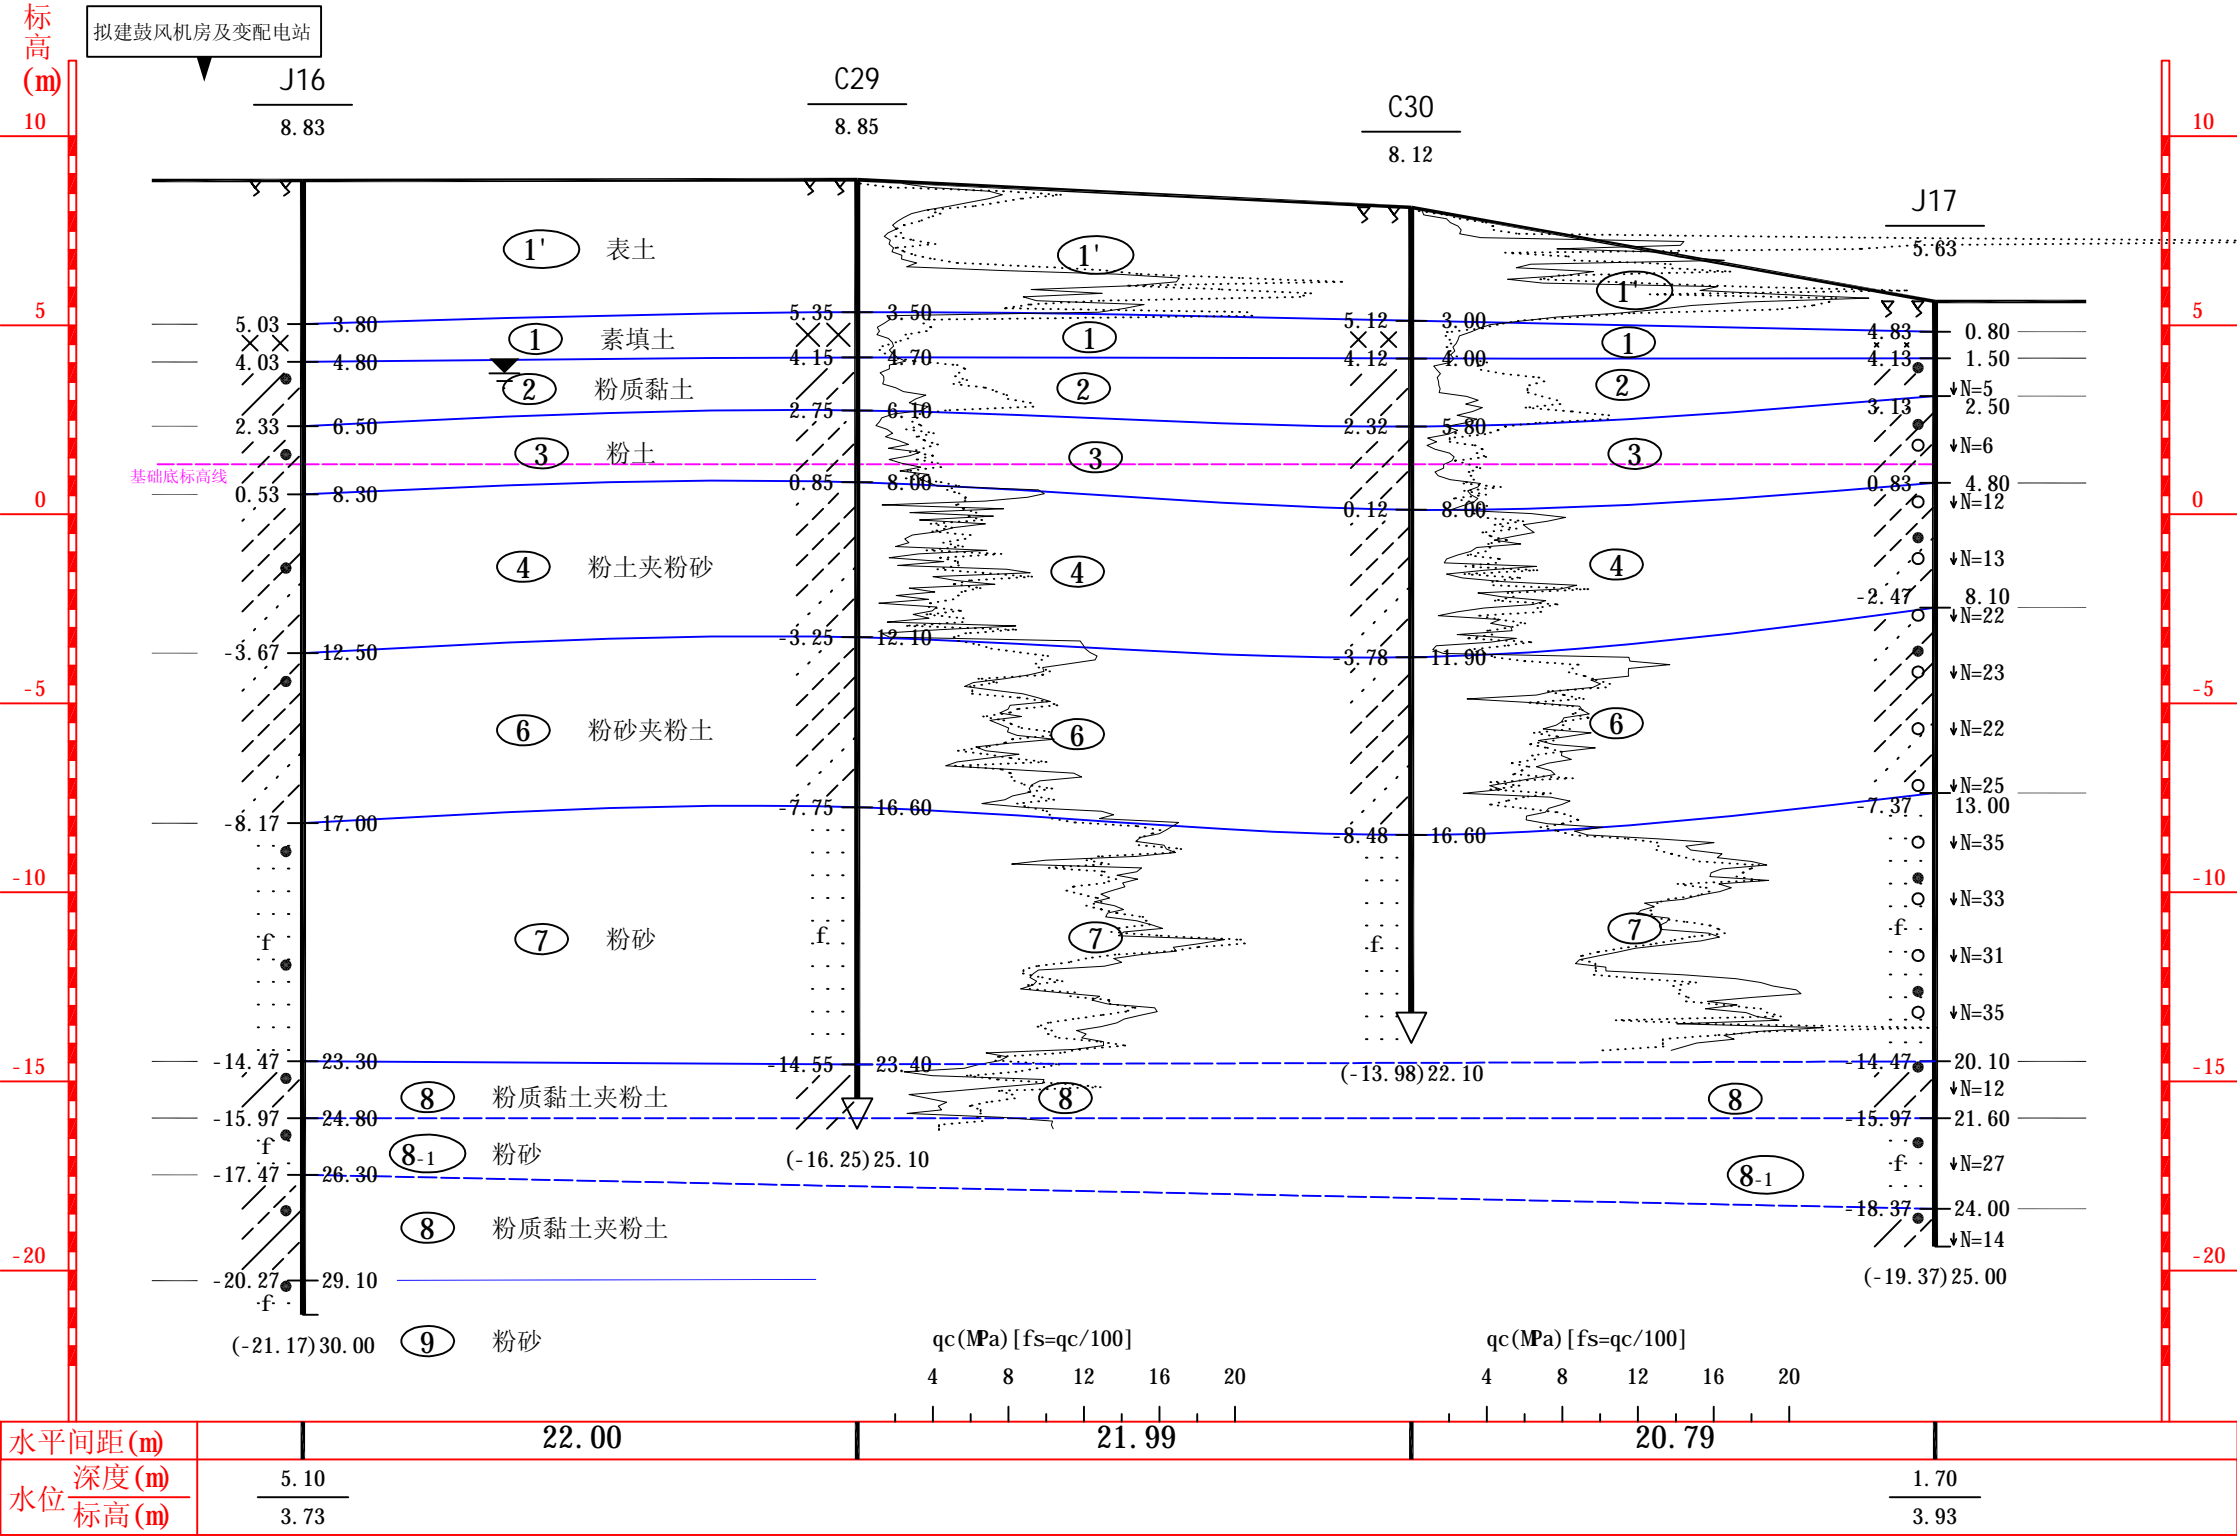 标高(m)
拟建鼓风机房及变配电站
J16
8.83
C29
8.85
C30
8.12
J17
5.63
10
5
0
-5
-10
-15
-20
10
5
0
-5
-10
-15
-20
1' 表土
1'
1'
5.03 3.80
5.35 3.50
5.12 3.00
4.83 0.80
1 素填土
1
1
4.03 4.80
4.15 4.70
4.12 4.00
4.13 1.50
2 粉质黏土
2
2
N=5
2.33 6.50
2.75 6.10
2.32 5.80
3.13 2.50
3 粉土
3
3
N=6
基础底标高线
0.53 8.30
0.85 8.00
0.12 8.00
0.83 4.80
N=12
4 粉土夹粉砂
4
4
N=13
-3.67 12.50
-3.25 12.10
-3.78 11.90
-2.47 8.10
N=22
N=23
6 粉砂夹粉土
6
6
N=22
N=25
-8.17 17.00
-7.75 16.60
-8.48 16.60
-7.37 13.00
N=35
N=33
f
7 粉砂
f
7
f
7
f
N=31
N=35
-14.47 23.30
-14.55 23.40
(-13.98)22.10
-14.47 20.10
8 粉质黏土夹粉土
8
8
N=12
-15.97 24.80
-15.97 21.60
f
8-1 粉砂
(-16.25)25.10
8-1
f
N=27
-17.47 26.30
-18.37 24.00
8 粉质黏土夹粉土
N=14
-20.27 29.10
(-19.37)25.00
f
(-21.17)30.00
9 粉砂
qc(MPa)[fs=qc/100]
4 8 12 16 20
qc(MPa)[fs=qc/100]
4 8 12 16 20
水平间距(m) 22.00 21.99 20.79
水位 深度(m) 5.10 1.70
标高(m) 3.73 3.93